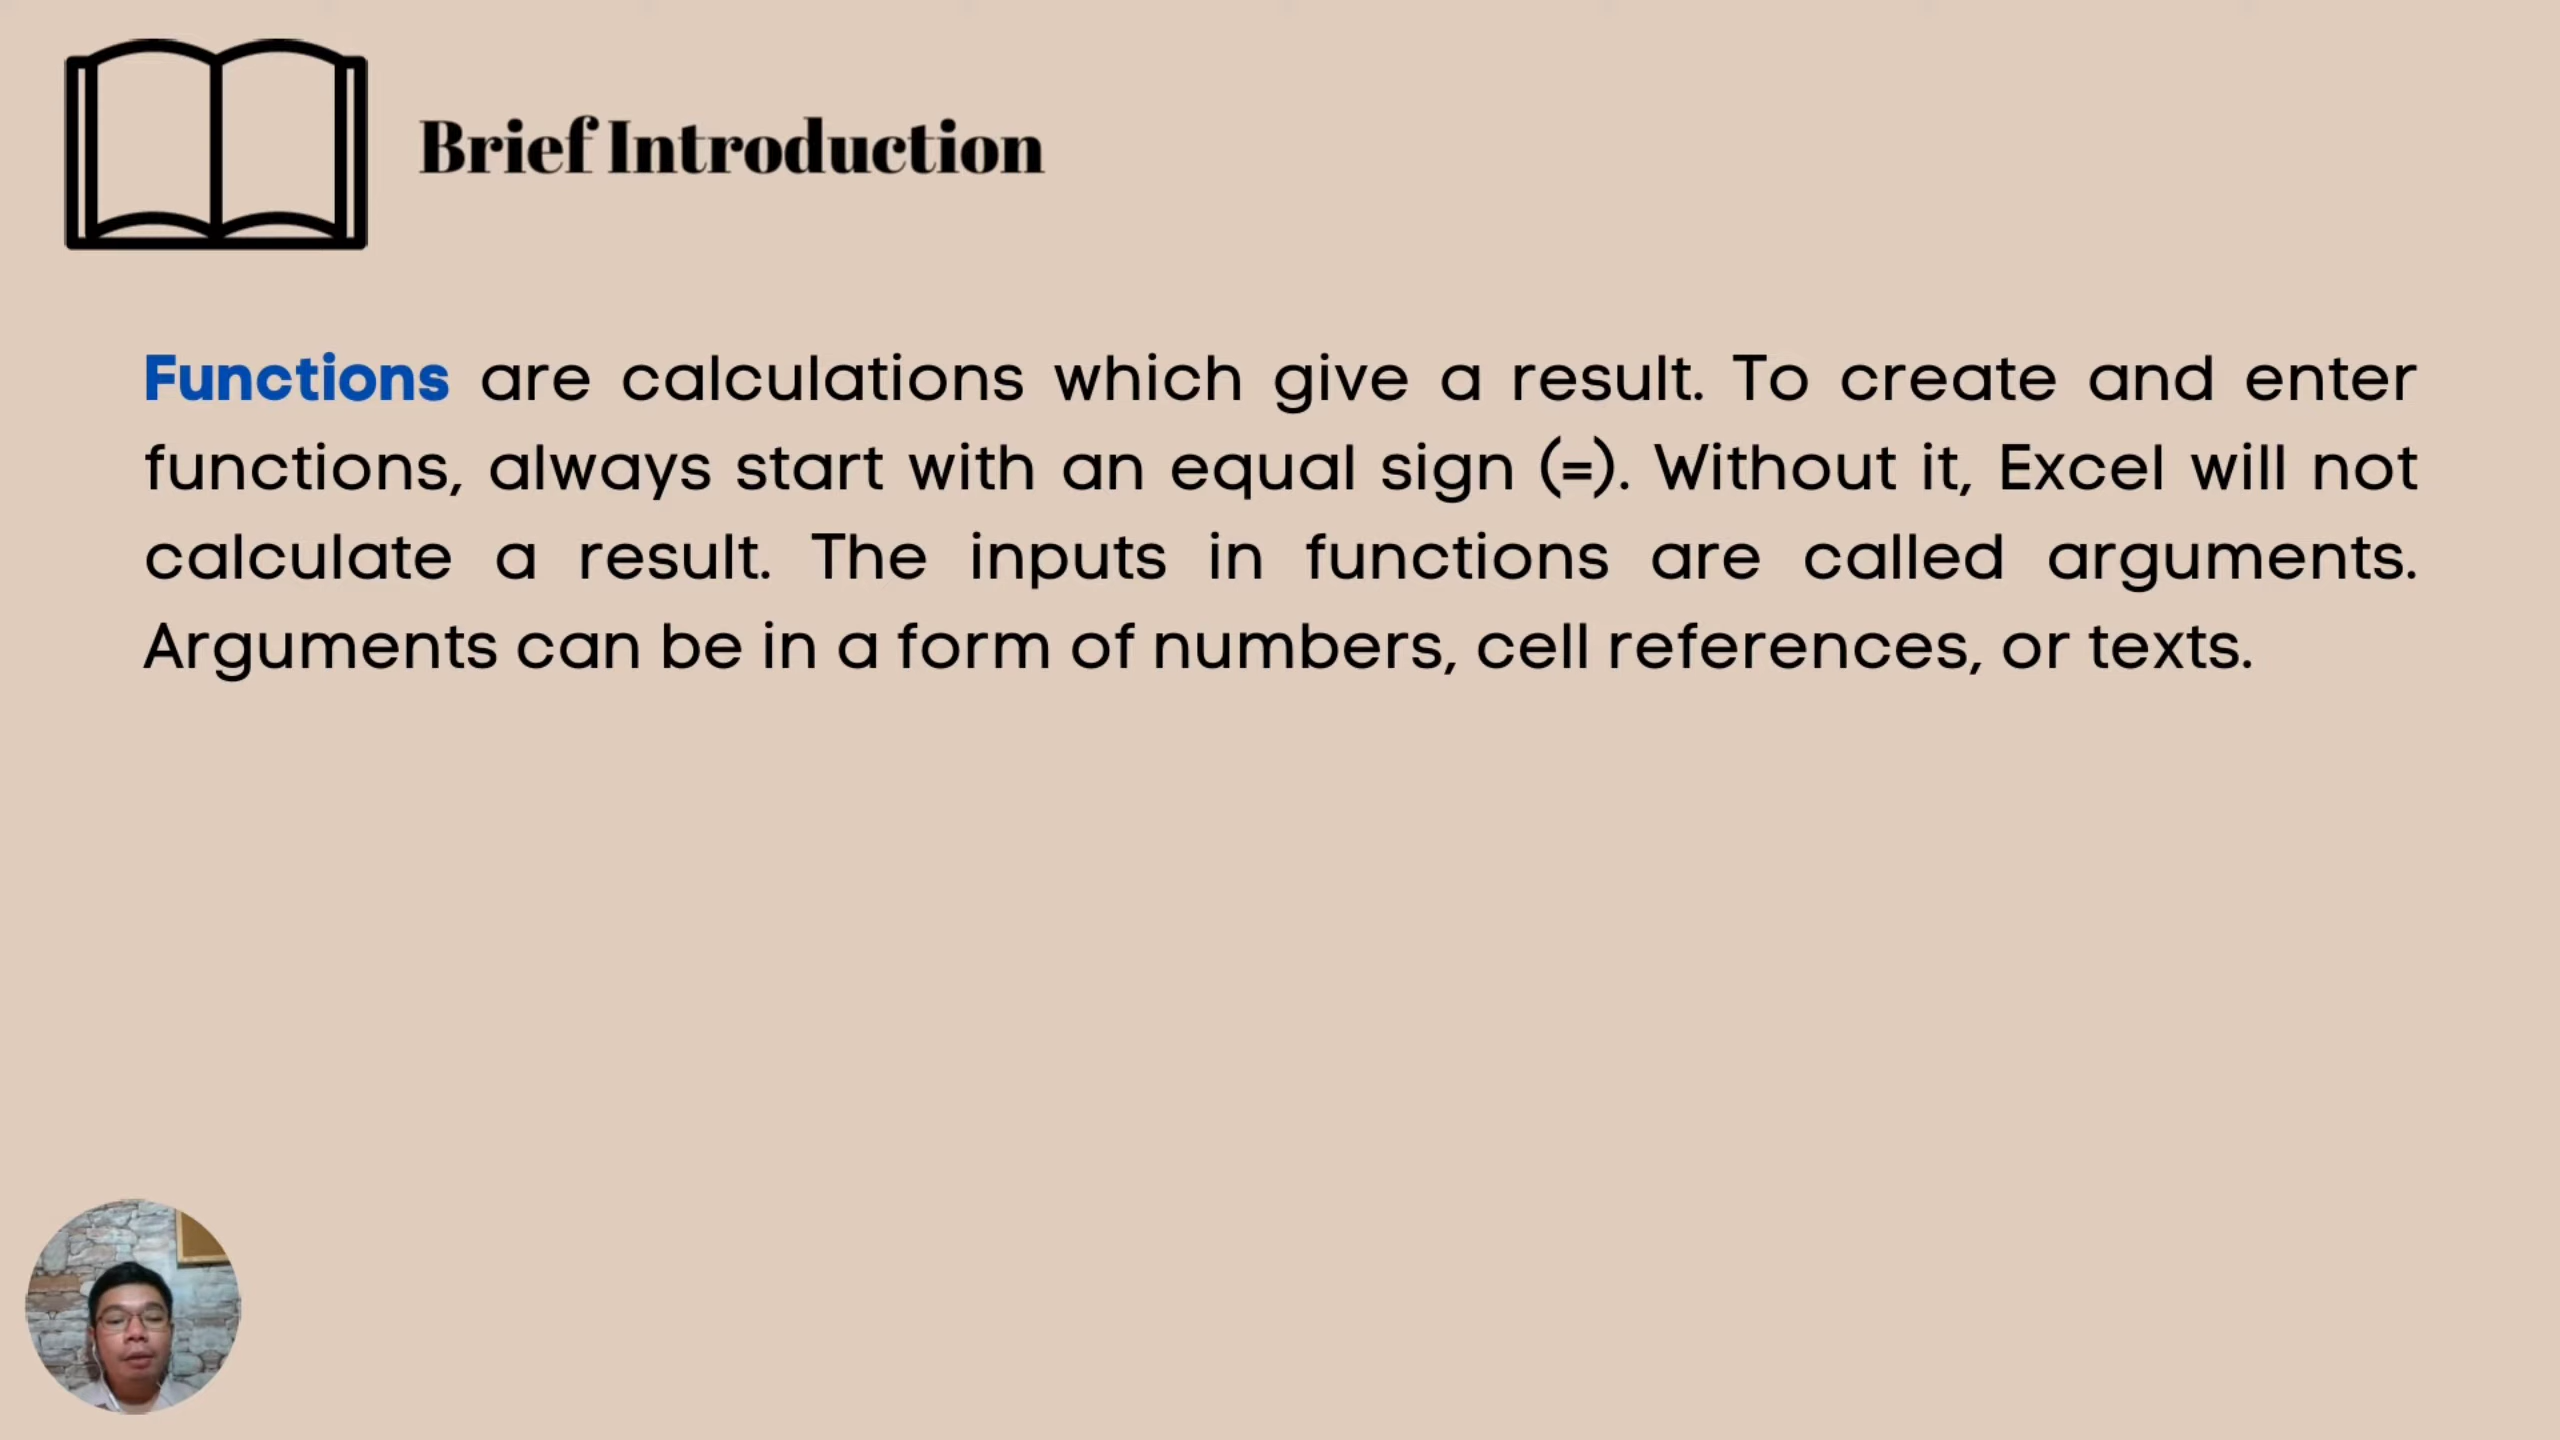 Brief Introduction
Functions are calculations which give a result. To create and enter
functions, always start with an equal sign (=). Without it, Excel will not
calculate a result. The inputs in functions are called arguments.
Arguments can be in a form of numbers, cell references, or texts.